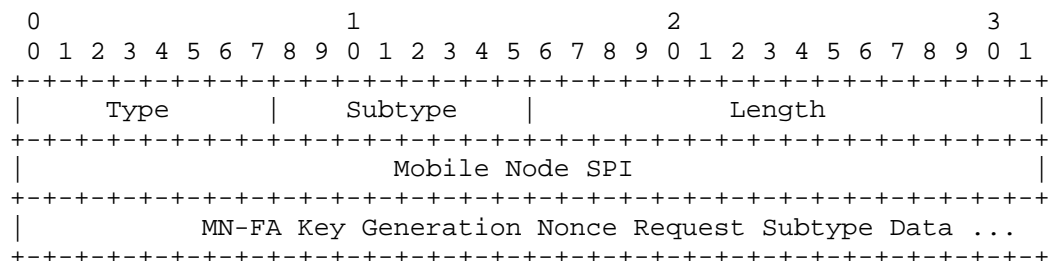 0                   1                   2                   3
 0 1 2 3 4 5 6 7 8 9 0 1 2 3 4 5 6 7 8 9 0 1 2 3 4 5 6 7 8 9 0 1
+-+-+-+-+-+-+-+-+-+-+-+-+-+-+-+-+-+-+-+-+-+-+-+-+-+-+-+-+-+-+-+-+
|     Type      |    Subtype    |            Length             |
+-+-+-+-+-+-+-+-+-+-+-+-+-+-+-+-+-+-+-+-+-+-+-+-+-+-+-+-+-+-+-+-+
|                       Mobile Node SPI                         |
+-+-+-+-+-+-+-+-+-+-+-+-+-+-+-+-+-+-+-+-+-+-+-+-+-+-+-+-+-+-+-+-+
|           MN-FA Key Generation Nonce Request Subtype Data ...
+-+-+-+-+-+-+-+-+-+-+-+-+-+-+-+-+-+-+-+-+-+-+-+-+-+-+-+-+-+-+-+-+